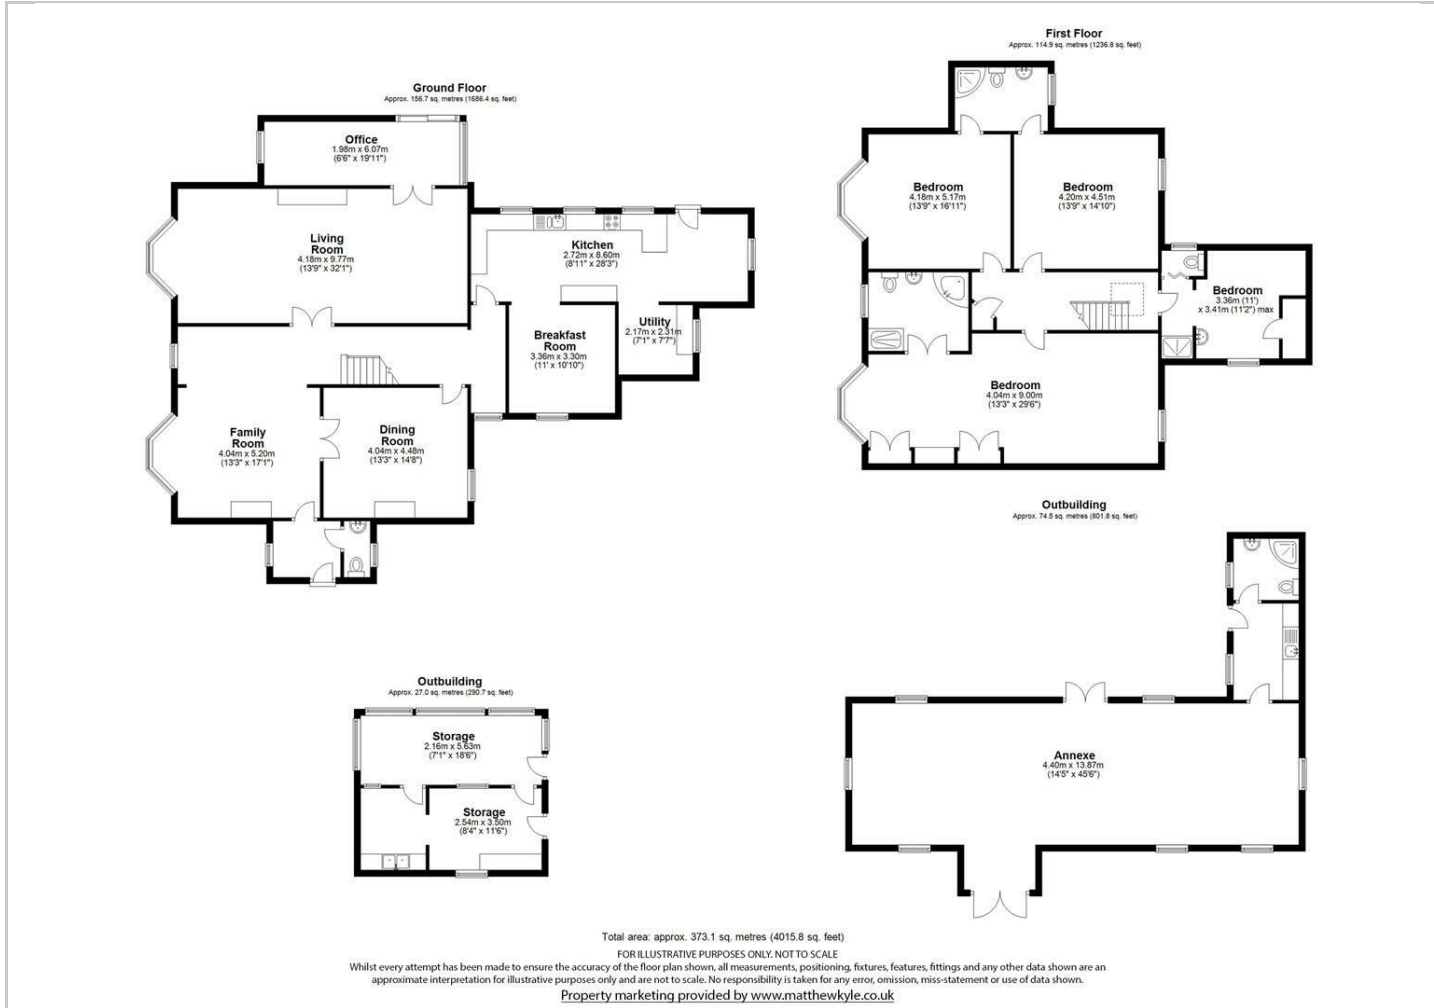 Ground Floor
Approx. 156.7 sq. metres (1686.4 sq. feet)
Office
1.98m x 6.07m
(6'6" x 19'11")
Living
Room
4.18m x 9.77m
(13'9" x 32'1")
Kitchen
2.72m x 8.60m
(8'11" x 28'3")
Utility
2.17m x 2.31m
(7'1" x 7'7")
Breakfast
Room
3.36m x 3.30m
(11' x 10'10")
Family
Room
4.04m x 5.20m
(13'3" x 17'1")
Dining
Room
4.04m x 4.48m
(13'3" x 14'8")
First Floor
Approx. 114.9 sq. metres (1236.8 sq. feet)
Bedroom
4.18m x 5.17m
(13'9" x 16'11")
Bedroom
4.20m x 4.51m
(13'9" x 14'10")
Bedroom
3.36m (11')
x 3.41m (11'2") max
Bedroom
4.04m x 9.00m
(13'3" x 29'6")
Outbuilding
Approx. 74.5 sq. metres (801.8 sq. feet)
Annexe
4.40m x 13.87m
(14'5" x 45'6")
Outbuilding
Approx. 27.0 sq. metres (290.7 sq. feet)
Storage
2.16m x 5.63m
(7'1" x 18'6")
Storage
2.54m x 3.50m
(8'4" x 11'6")
Total area: approx. 373.1 sq. metres (4015.8 sq. feet)
FOR ILLUSTRATIVE PURPOSES ONLY. NOT TO SCALE
Whilst every attempt has been made to ensure the accuracy of the floor plan shown, all measurements, positioning, fixtures, features, fittings and any other data shown are an
approximate interpretation for illustrative purposes only and are not to scale. No responsibility is taken for any error, omission, miss-statement or use of data shown.
Property marketing provided by www.matthewkyle.co.uk